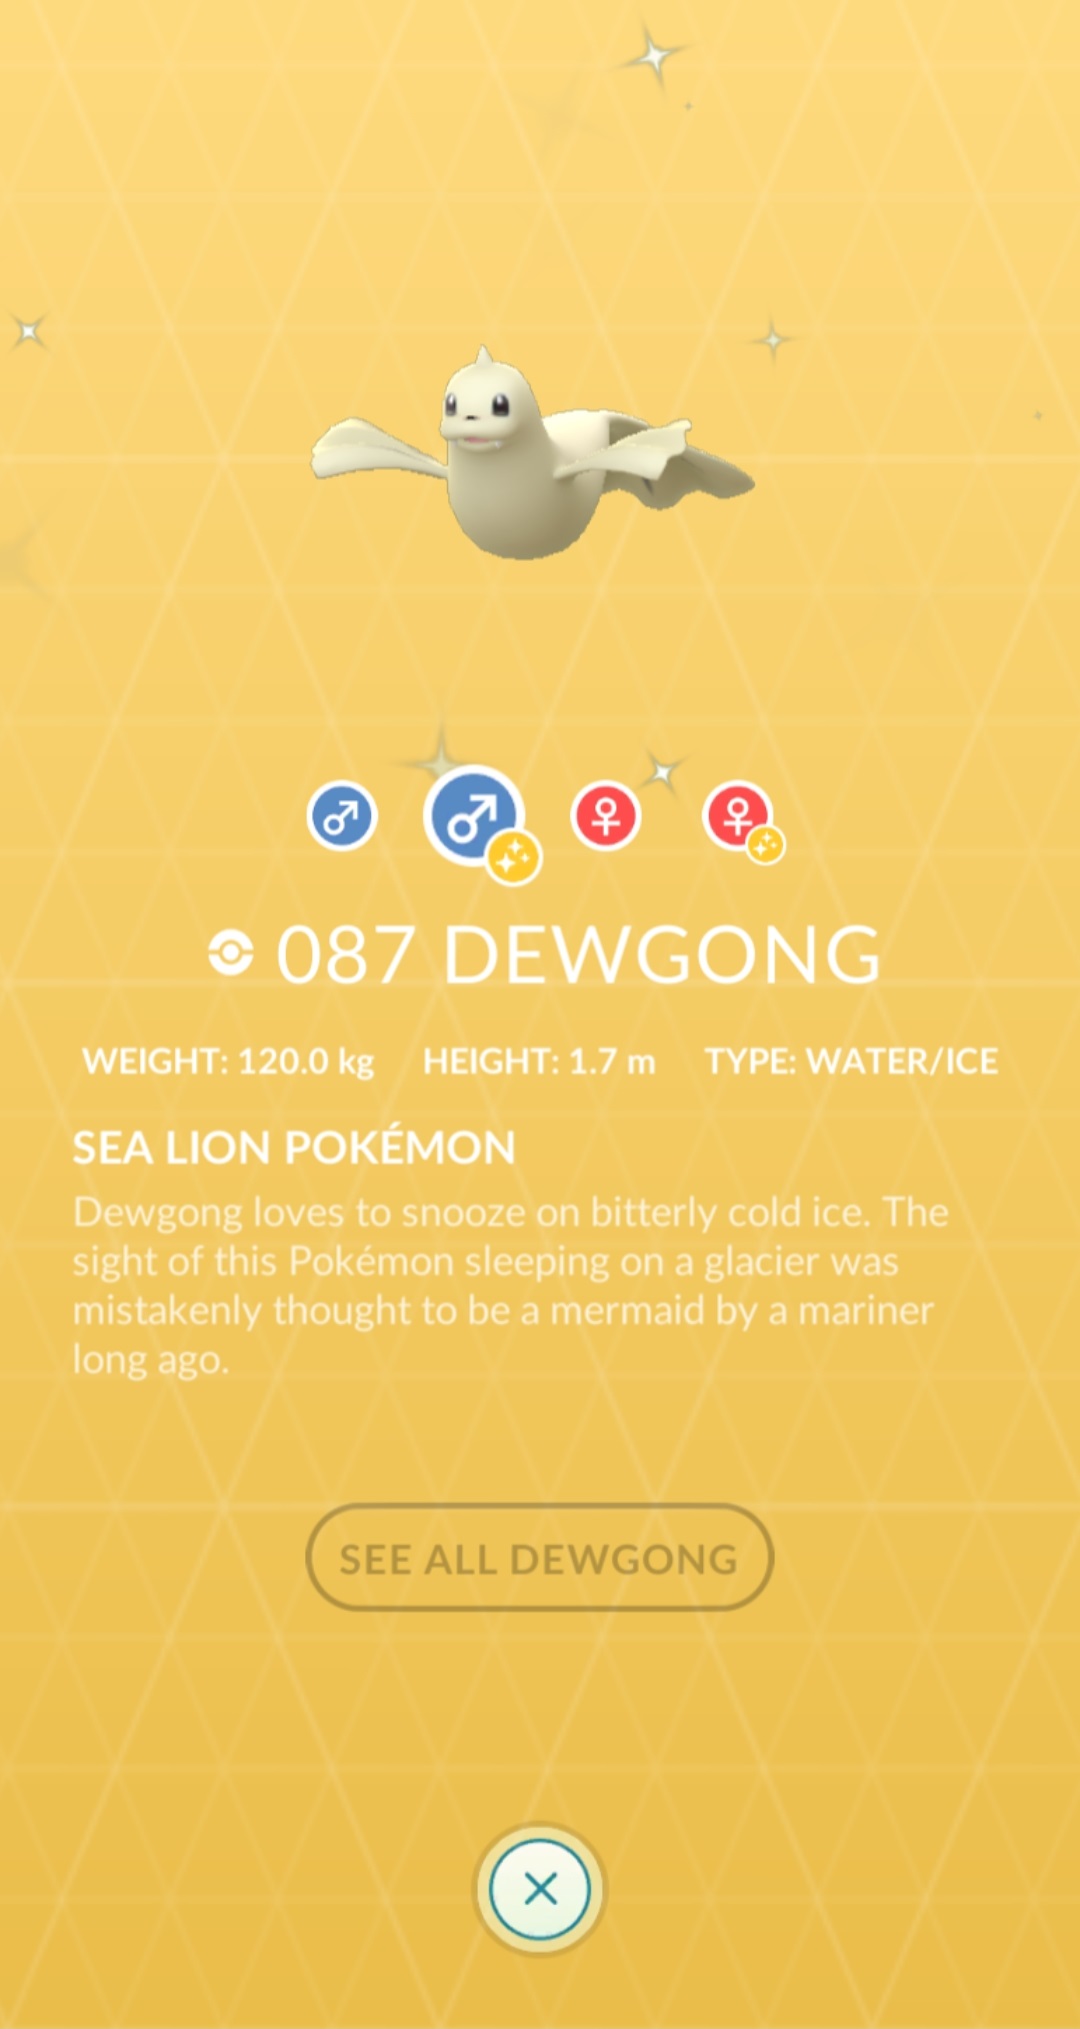 087 DEWGONG
WEIGHT: 120.0 kg HEIGHT: 1.7 m TYPE: WATER/ICE
SEA LION POKÉMON
Dewgong loves to snooze on bitterly cold ice. The
sight of this Pokémon sleeping on a glacier was
mistakenly thought to be a mermaid by a mariner
long ago.
SEE ALL DEWGONG